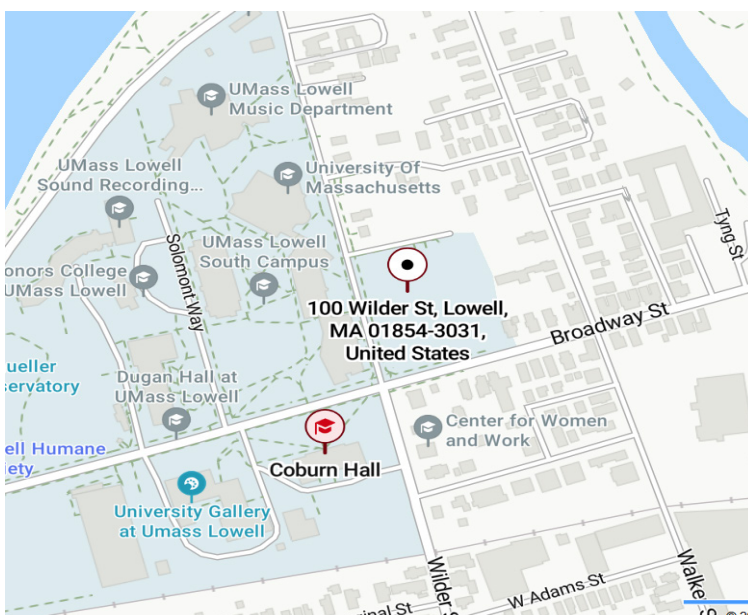 UMass Lowell
Music Department
UMass Lowell
Sound Recording...
University Of
Massachusetts
Tyng St
Solomont Way
UMass Lowell
South Campus
onors College
UMass Lowell
100 Wilder St, Lowell,
MA 01854-3031,
United States
Broadway St
ueller
servatory
Dugan Hall at
UMass Lowell
ell Humane
iety
Coburn Hall
Center for Women
and Work
University Gallery
at Umass Lowell
Wilder S
W Adams St
Walke
inal St